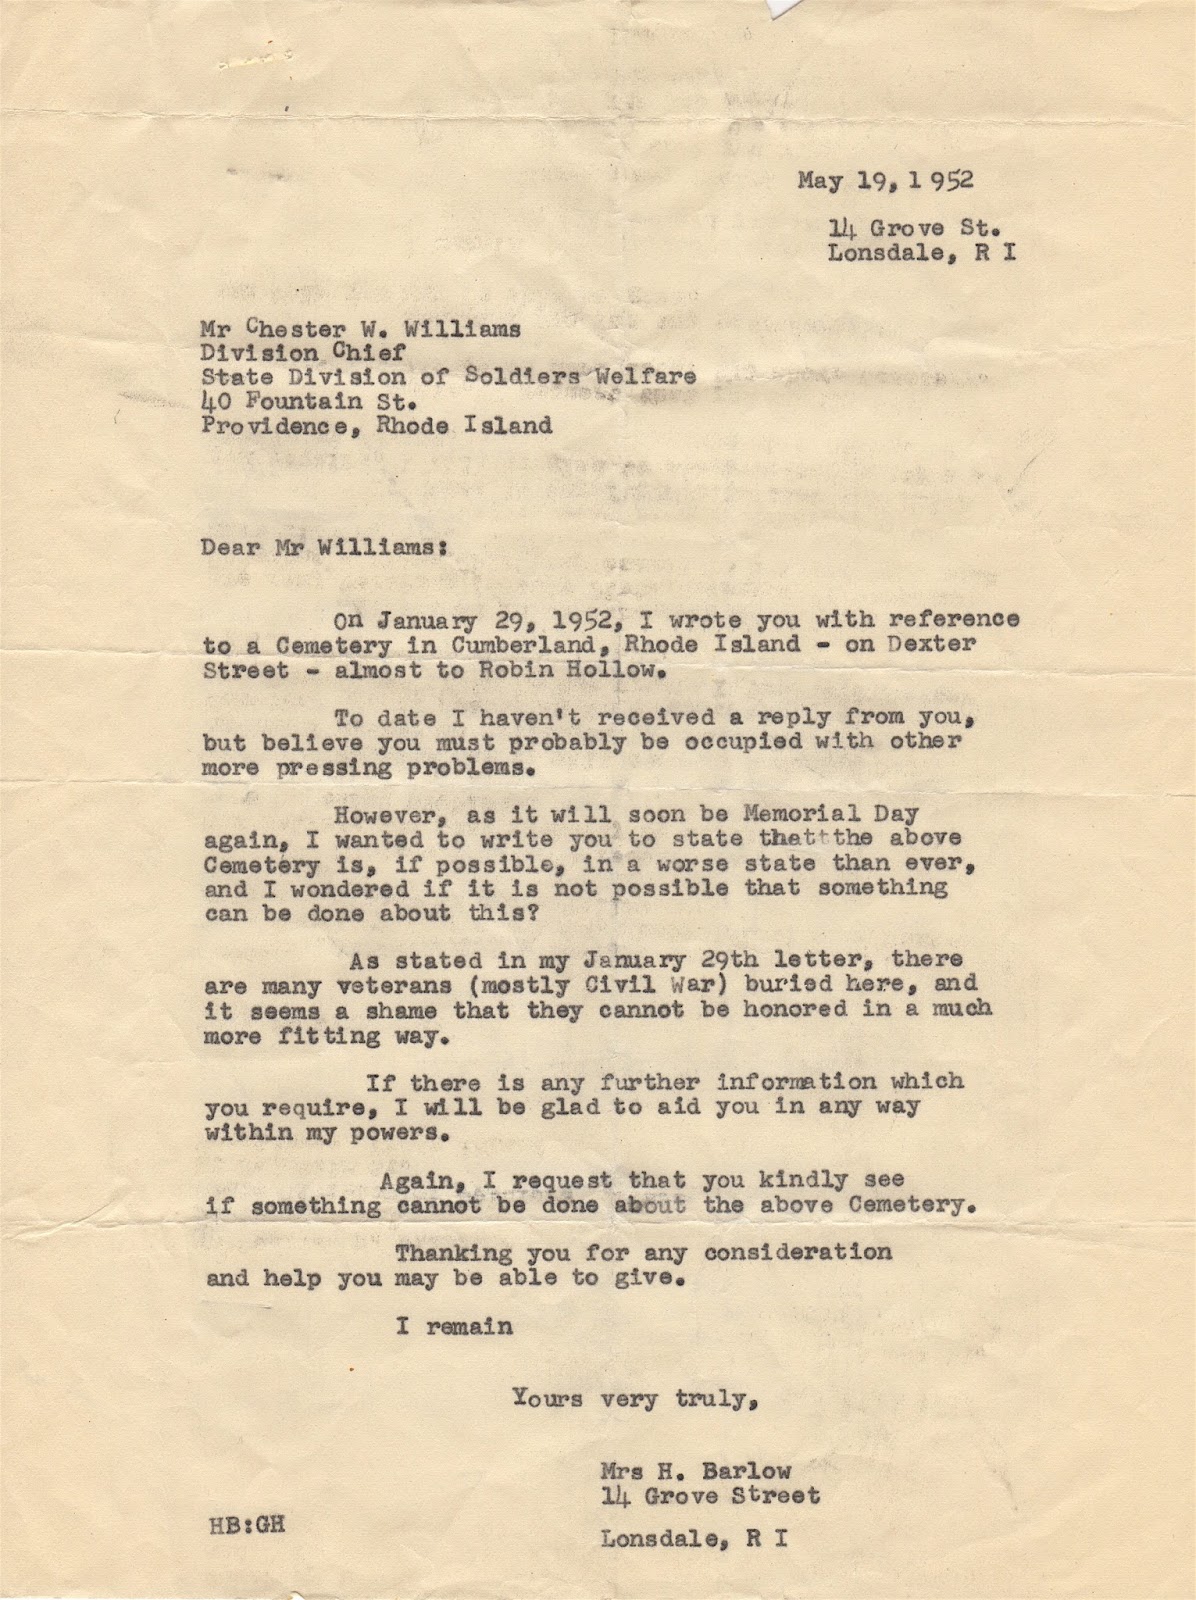 May 19, 1 952
14 Grove St.
Lonsdale, R I
Mr Chester W. Williams
Division Chief
State Division of Soldiers Welfare
40 Fountain St.
Providence, Rhode Island
Dear Mr Williams:
On January 29, 1952, I wrote you with reference
to a Cemetery in Cumberland, Rhode Island - on Dexter
Street - almost to Robin Hollow.
To date I haven't received a reply from you,
but believe you must probably be occupied with other
more pressing problems.
However, as it will soon be Memorial Day
again, I wanted to write you to state thattthe above
Cemetery is, if possible, in a worse state than ever,
and I wondered if it is not possible that something
can be done about this?
As stated in my January 29th letter, there
are many veterans (mostly Civil War) buried here, and
it seems a shame that they cannot be honored in a much
more fitting way.
If there is any further information which
you require, I will be glad to aid you in any way
within my powers.
Again, I request that you kindly see
if something cannot be done about the above Cemetery.
Thanking you for any consideration
and help you may be able to give.
I remain
Yours very truly,
Mrs H. Barlow
14 Grove Street
HB:GH
Lonsdale, R I